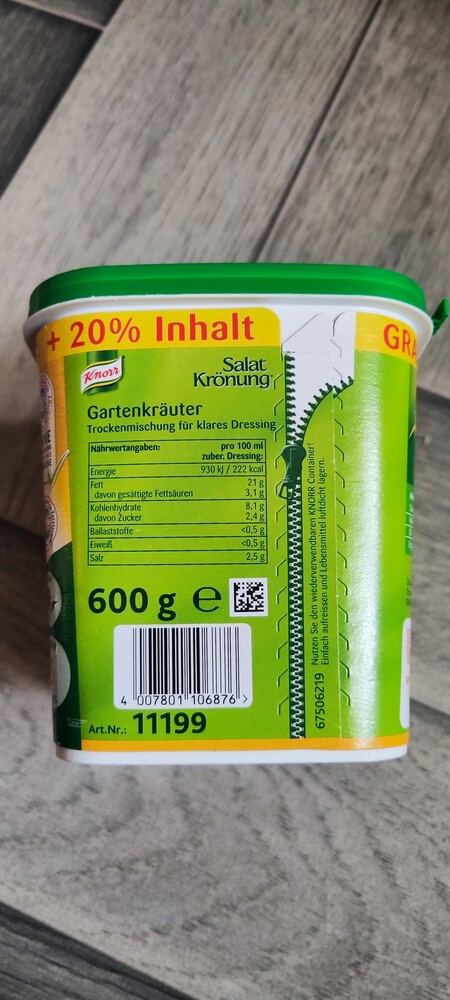 + 20% Inhalt
GRA
Knorr
Salat
Krönung
Gartenkräuter
Trockenmischung für klares Dressing
Nährwertangaben: pro 100 ml
zuber. Dressing:
Energie 930 kJ / 222 kcal
Fett 21 g
davon gesättigte Fettsäuren 3,1 g
Kohlenhydrate 8,1 g
davon Zucker 2,4 g
Ballaststoffe <0,5 g
Eiweiß <0,5 g
Salz 2,5 g
600 g e
4 007801 106876 >
Art.Nr.: 11199
67506219
Nutzen Sie den wiederverwendbaren KNORR Container!
Einfach aufreissen und Lebensmittel luftdicht lagern.